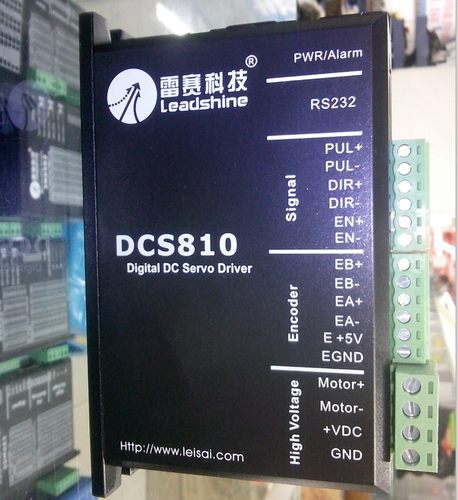 雷赛科技®
Leadshine
DCS810
Digital DC Servo Driver
Http://www.leisai.com
PWR/Alarm
RS232
Signal
PUL+
PUL-
DIR+
DIR-
EN+
EN-
Encoder
EB+
EB-
EA+
EA-
E +5V
EGND
High Voltage
Motor+
Motor-
+VDC
GND